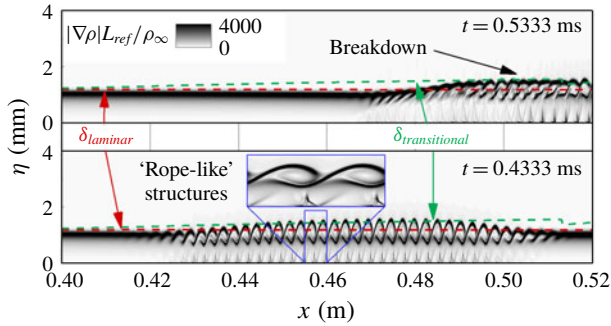 |∇ρ|L_ref/ρ_∞
4000
0
t = 0.5333 ms
Breakdown
4
2
0
η (mm)
δ_laminar
δ_transitional
‘Rope-like’
structures
t = 0.4333 ms
4
2
0
0.40 0.42 0.44 0.46 0.48 0.50 0.52
x (m)